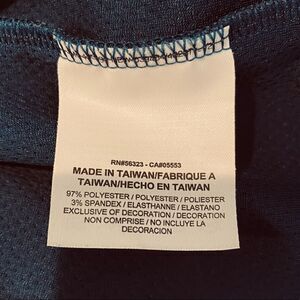 RN#56323 - CA#05553
MADE IN TAIWAN/FABRIQUE A
TAIWAN/HECHO EN TAIWAN
97% POLYESTER / POLYESTER / POLIESTER
3% SPANDEX / ELASTHANNE / ELASTANO
EXCLUSIVE OF DECORATION / DECORATION
NON COMPRISE / NO INCLUYE LA
DECORACION